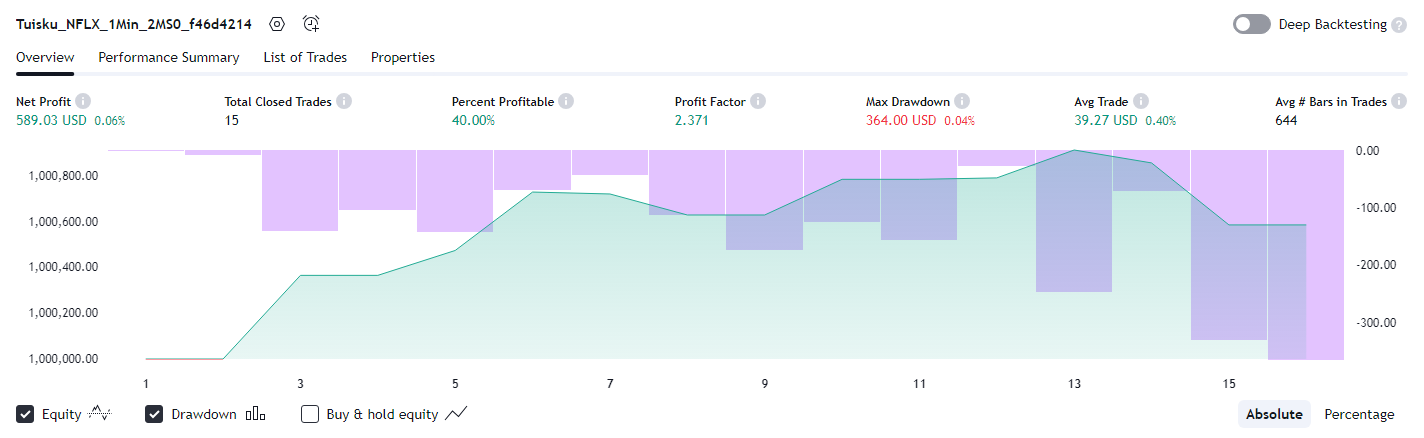 Tuisku_NFLX_1Min_2MS0_f46d4214 Deep Backtesting
Overview Performance Summary List of Trades Properties
Net Profit Total Closed Trades Percent Profitable Profit Factor Max Drawdown Avg Trade Avg # Bars in Trades
589.03 USD 0.06% 15 40.00% 2.371 364.00 USD 0.04% 39.27 USD 0.40% 644
0.00
1,000,800.00
1,000,600.00 -100.00
1,000,400.00 -200.00
1,000,200.00 -300.00
1,000,000.00
1 3 5 7 9 11 13 15
Equity Drawdown Buy & hold equity Absolute Percentage